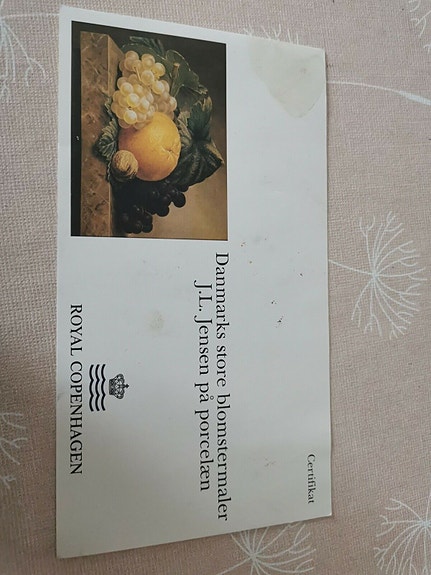 Certifikat
Danmarks store blomstermaler
J.L. Jensen på porcelæn
ROYAL COPENHAGEN